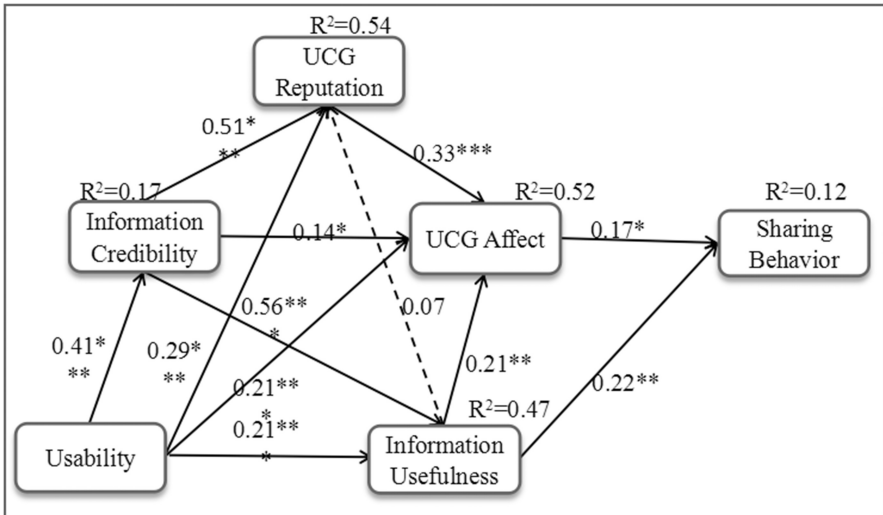 R²=0.54
UCG
Reputation
0.51*
**
0.33***
R²=0.17
R²=0.52
R²=0.12
Information
Credibility
0.14*
UCG Affect
0.17*
Sharing
Behavior
0.56**
*
0.07
0.41*
**
0.29*
**
0.21**
*
0.21**
0.22**
R²=0.47
0.21**
*
Usability
Information
Usefulness